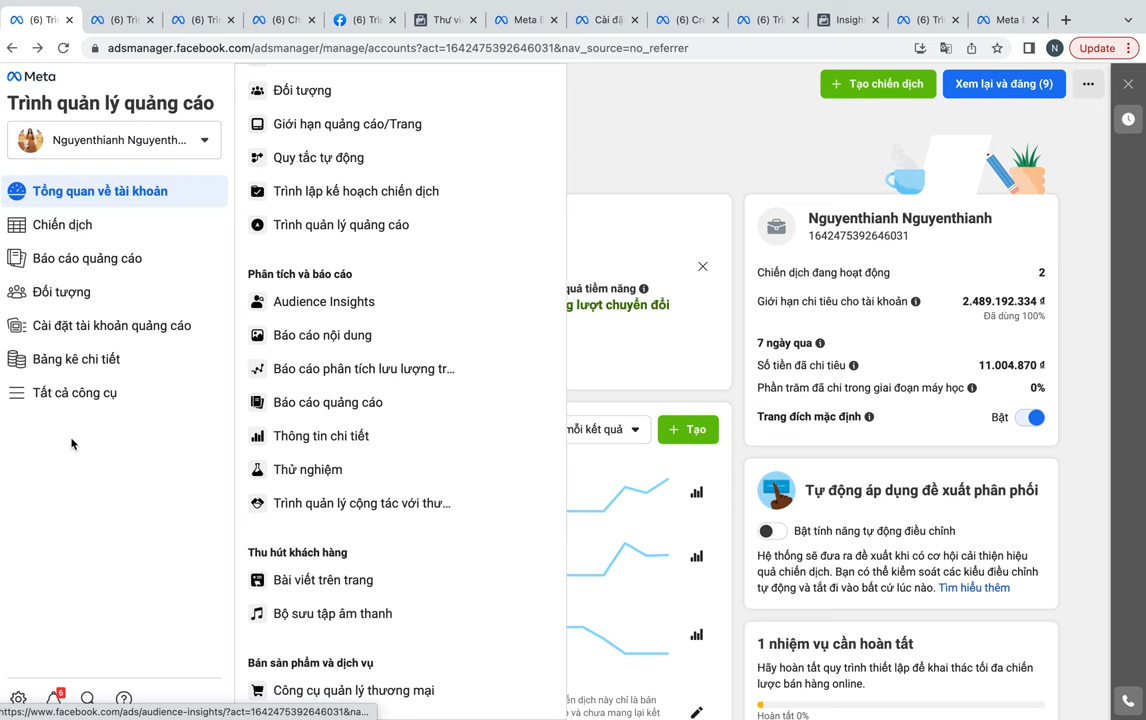 (6) Tri
(6) Tri
(6) Tri
(6) Ch
(6) Tri
Thư vi
Meta B
Cài đặ
(6) Cr
(6) Tri
Insigh
(6) Tri
Meta B
adsmanager.facebook.com/adsmanager/manage/accounts?act=1642475392646031&nav_source=no_referrer
N
Update
Meta
Trình quản lý quảng cáo
Nguyenthianh Nguyenth...
Tổng quan về tài khoản
Chiến dịch
Báo cáo quảng cáo
Đối tượng
Cài đặt tài khoản quảng cáo
Bảng kê chi tiết
Tất cả công cụ
6
https://www.facebook.com/ads/audience-insights/?act=1642475392646031&na...
Đối tượng
Giới hạn quảng cáo/Trang
Quy tắc tự động
Trình lập kế hoạch chiến dịch
Trình quản lý quảng cáo
Phân tích và báo cáo
Audience Insights
Báo cáo nội dung
Báo cáo phân tích lưu lượng tr...
Báo cáo quảng cáo
Thông tin chi tiết
Thử nghiệm
Trình quản lý cộng tác với thư...
Thu hút khách hàng
Bài viết trên trang
Bộ sưu tập âm thanh
Bán sản phẩm và dịch vụ
Công cụ quản lý thương mại
+ Tạo chiến dịch
Xem lại và đăng (9)
quả tiềm năng
g lượt chuyển đổi
mỗi kết quả
+ Tạo
ến dịch này chỉ là bản
và chưa mang lại kết
Nguyenthianh Nguyenthianh
1642475392646031
Chiến dịch đang hoạt động 2
Giới hạn chi tiêu cho tài khoản 2.489.192.334 ₫
Đã dùng 100%
7 ngày qua
Số tiền đã chi tiêu 11.004.870 ₫
Phần trăm đã chi trong giai đoạn máy học 0%
Trang đích mặc định Bật
Tự động áp dụng đề xuất phân phối
Bật tính năng tự động điều chỉnh
Hệ thống sẽ đưa ra đề xuất khi có cơ hội cải thiện hiệu
quả chiến dịch. Bạn có thể kiểm soát các kiểu điều chỉnh
tự động và tắt đi vào bất cứ lúc nào. Tìm hiểu thêm
1 nhiệm vụ cần hoàn tất
Hãy hoàn tất quy trình thiết lập để khai thác tối đa chiến
lược bán hàng online.
Hoàn tất 0%